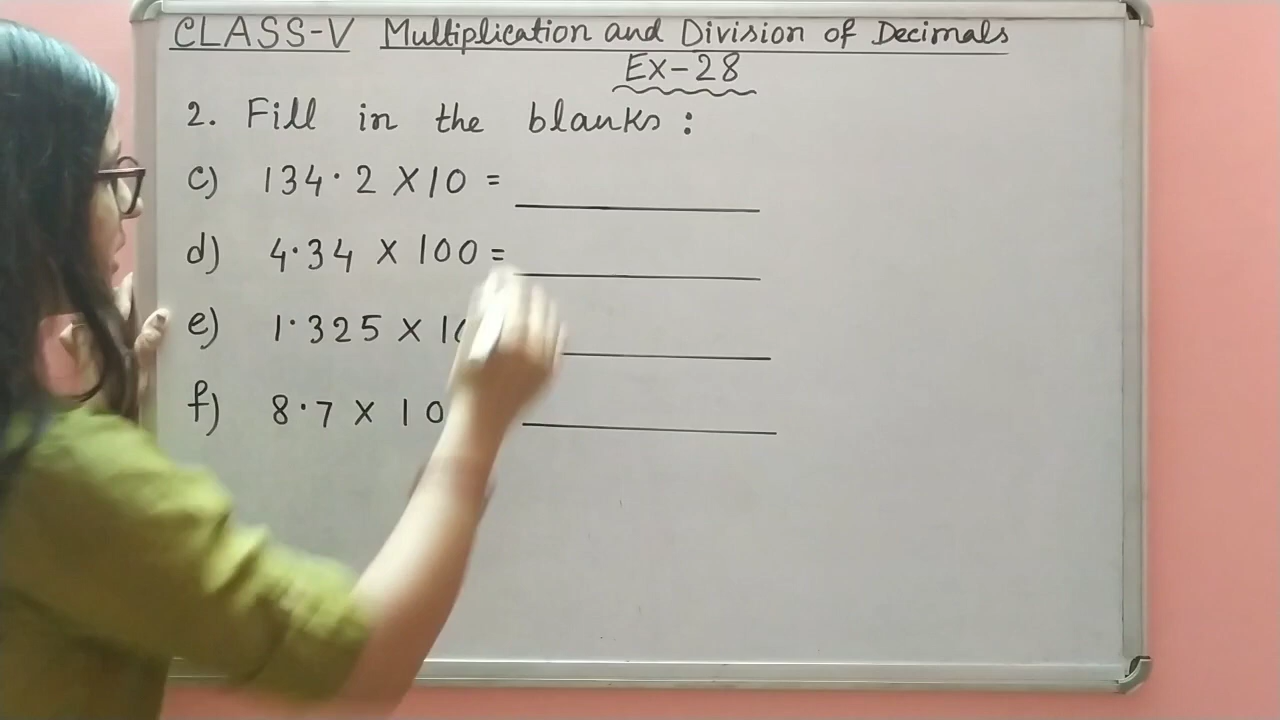 CLASS-V Multiplication and Division of Decimals
Ex-28
2. Fill in the blanks :
c) 134.2 X 10 =
d) 4.34 X 100 =
e) 1.325 X
f) 8.7 X